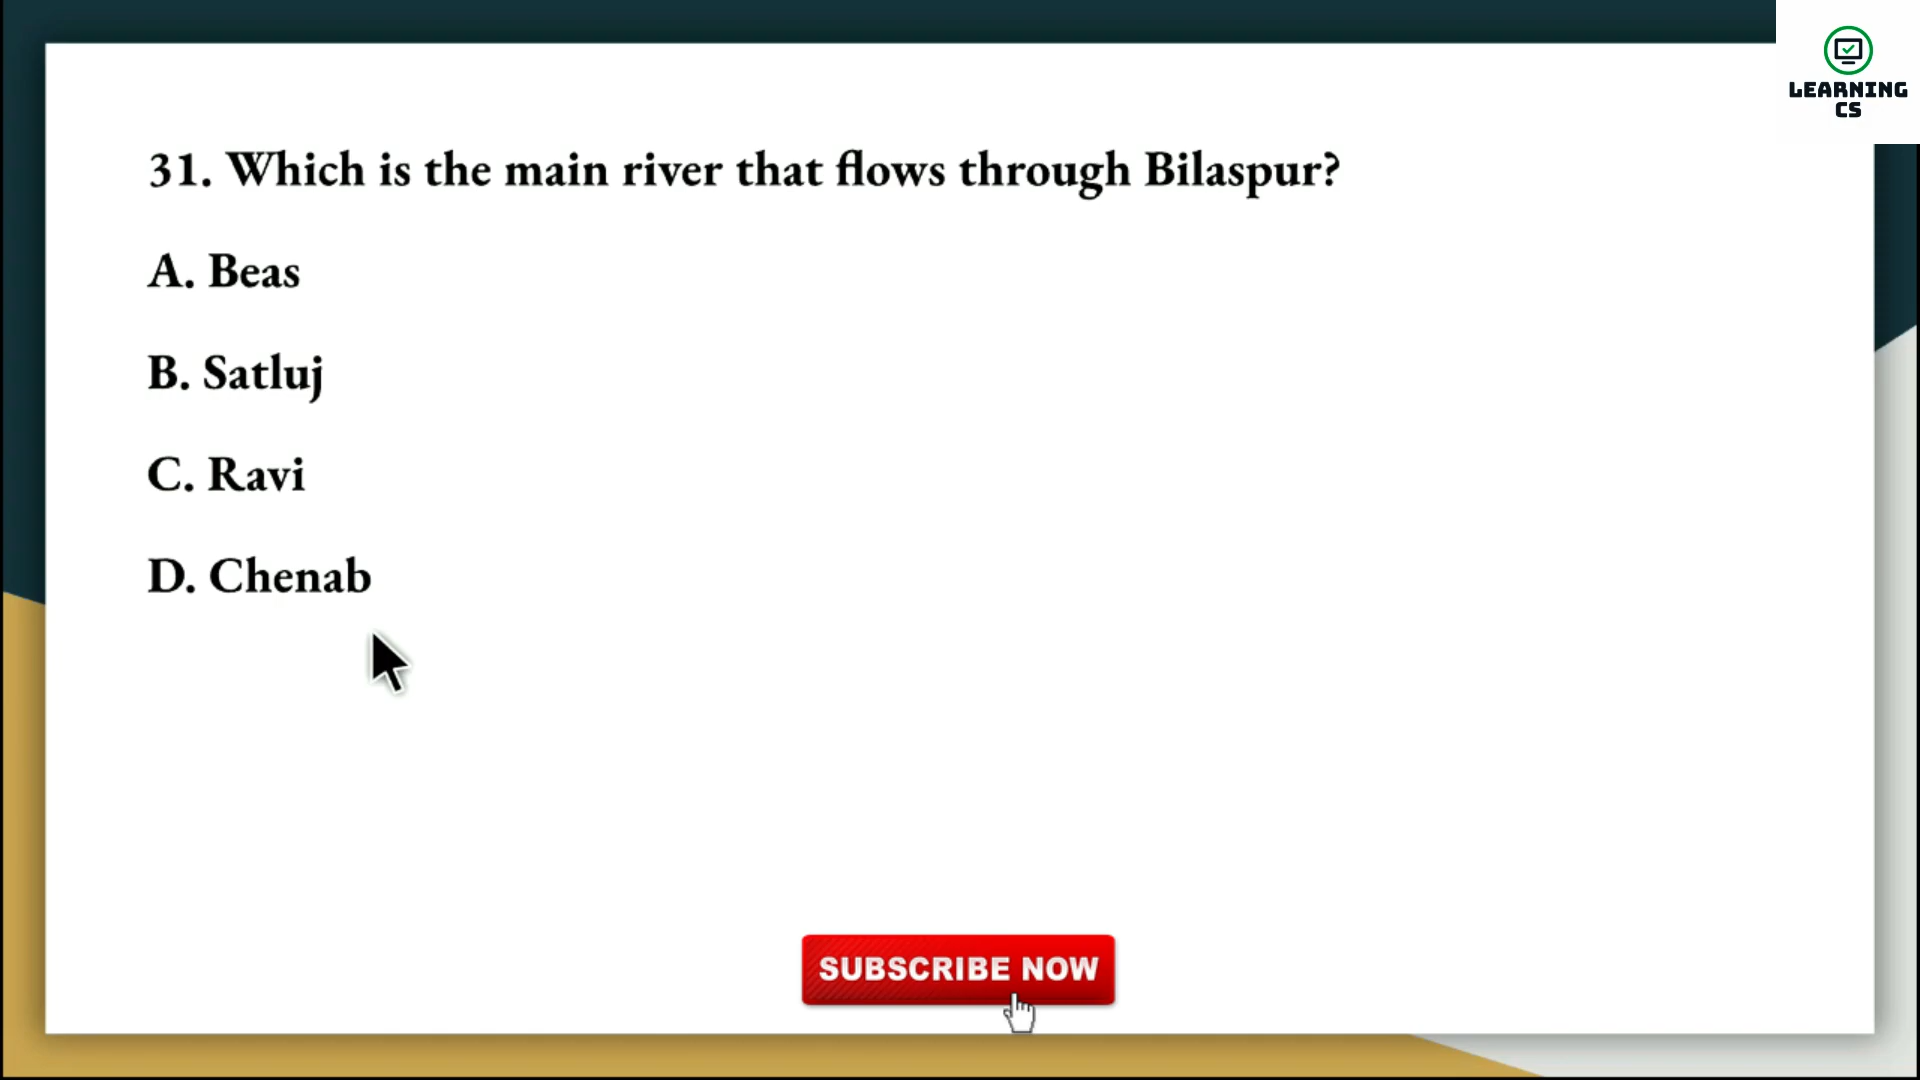 LEARNING
CS
31. Which is the main river that flows through Bilaspur?
A. Beas
B. Satluj
C. Ravi
D. Chenab
SUBSCRIBE NOW